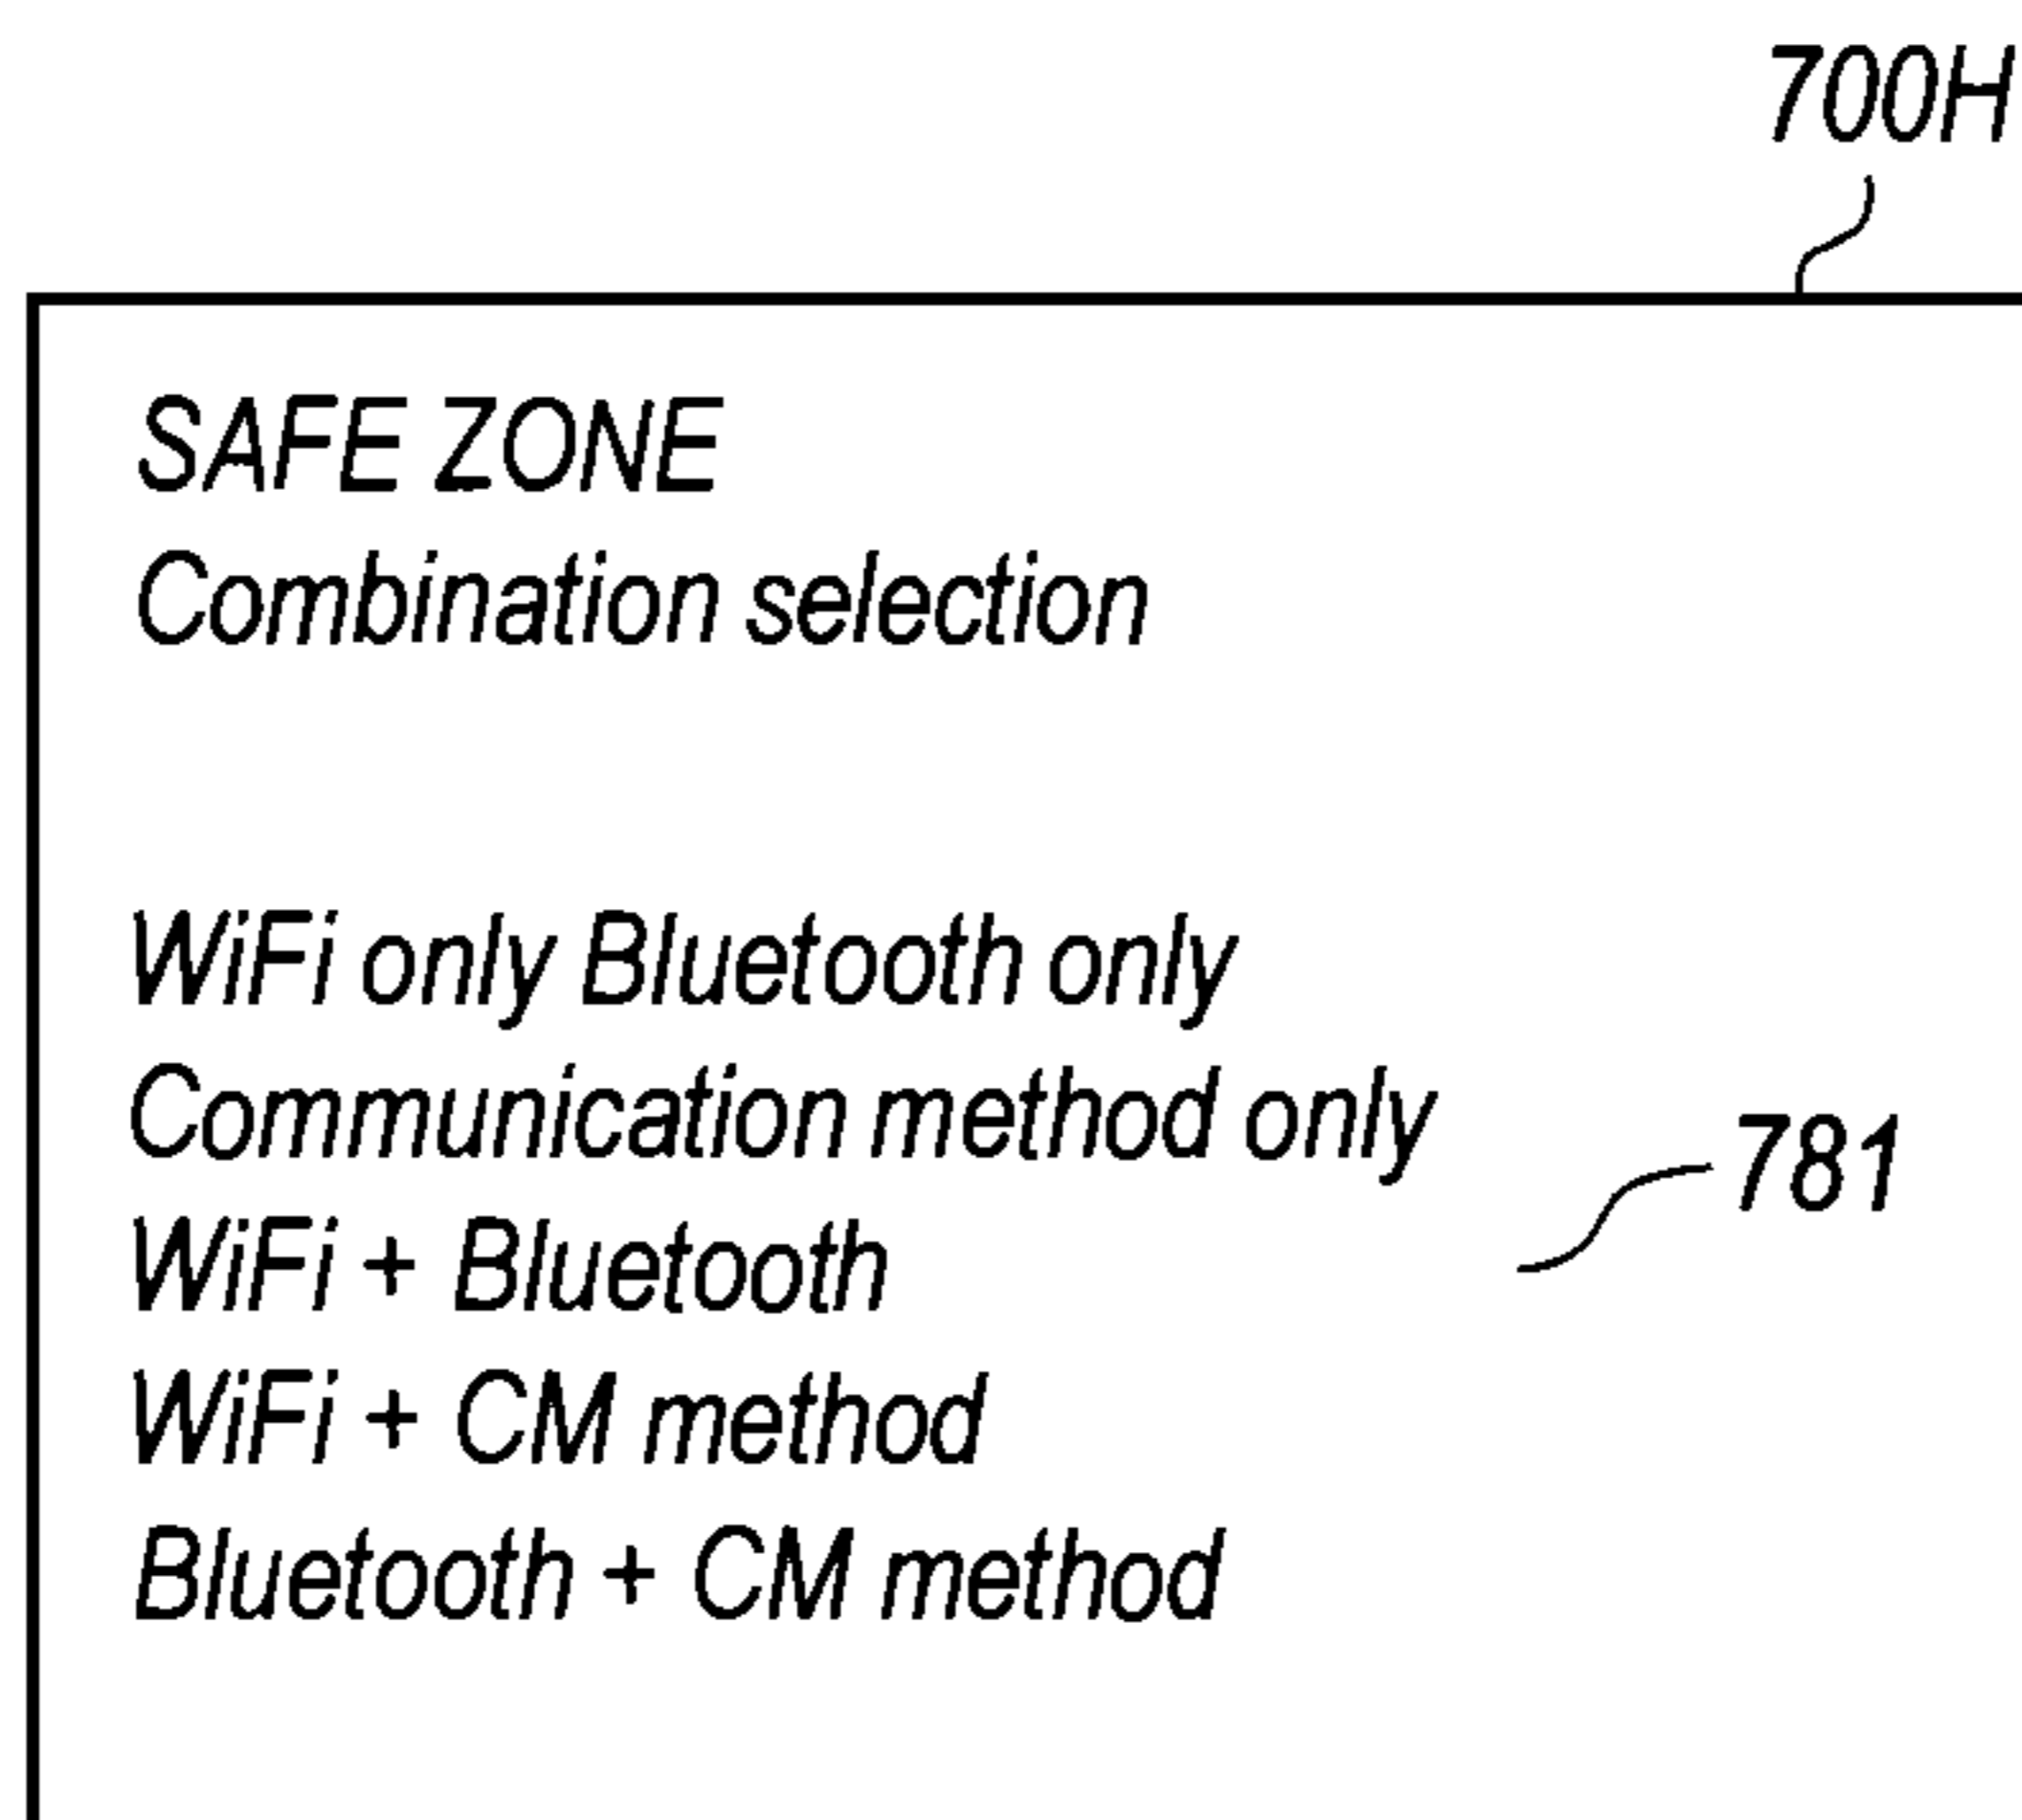 700H
SAFE ZONE
Combination selection
WiFi only Bluetooth only
Communication method only
781
WiFi + Bluetooth
WiFi + CM method
Bluetooth + CM method